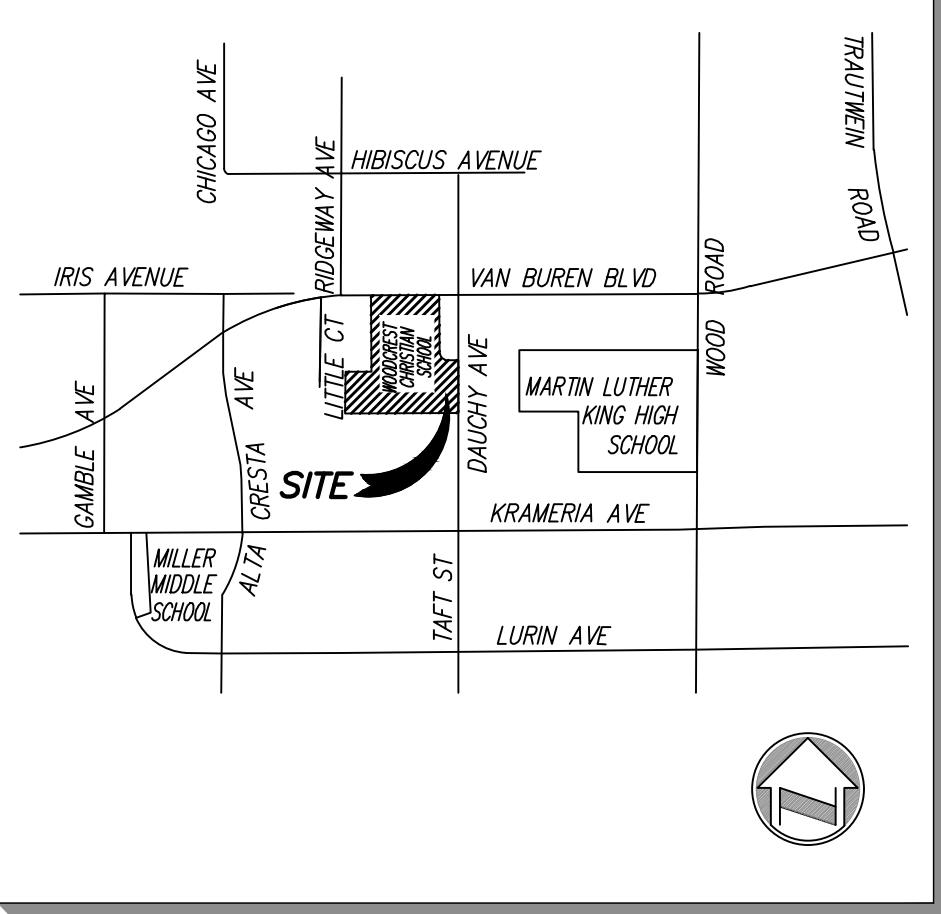 CHICAGO AVE
RIDGEWAY AVE
HIBISCUS AVENUE
TRAUTWEIN
ROAD
IRIS AVENUE
VAN BUREN BLVD
WOOD ROAD
LITTLE CT
WOODCREST
CHRISTIAN
SCHOOL
DAUCHY AVE
MARTIN LUTHER
KING HIGH
SCHOOL
GAMBLE AVE
ALTA CRESTA AVE
SITE
KRAMERIA AVE
MILLER
MIDDLE
SCHOOL
TAFT ST
LURIN AVE
N